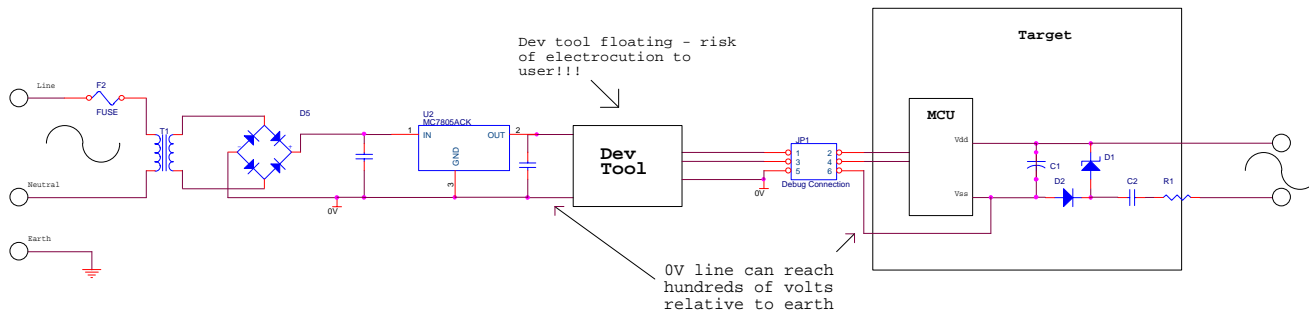 Target
Dev tool floating - risk
of electrocution to
user!!!
Line
F2
FUSE
T1
D5
U2
MC7805ACK
1
IN
OUT
2
GND
3
0V
Dev
Tool
JP1
1
2
3
4
5
6
Debug Connection
0V
MCU
Vdd
Vss
C1
D1
D2
C2
R1
Neutral
Earth
0V line can reach
hundreds of volts
relative to earth